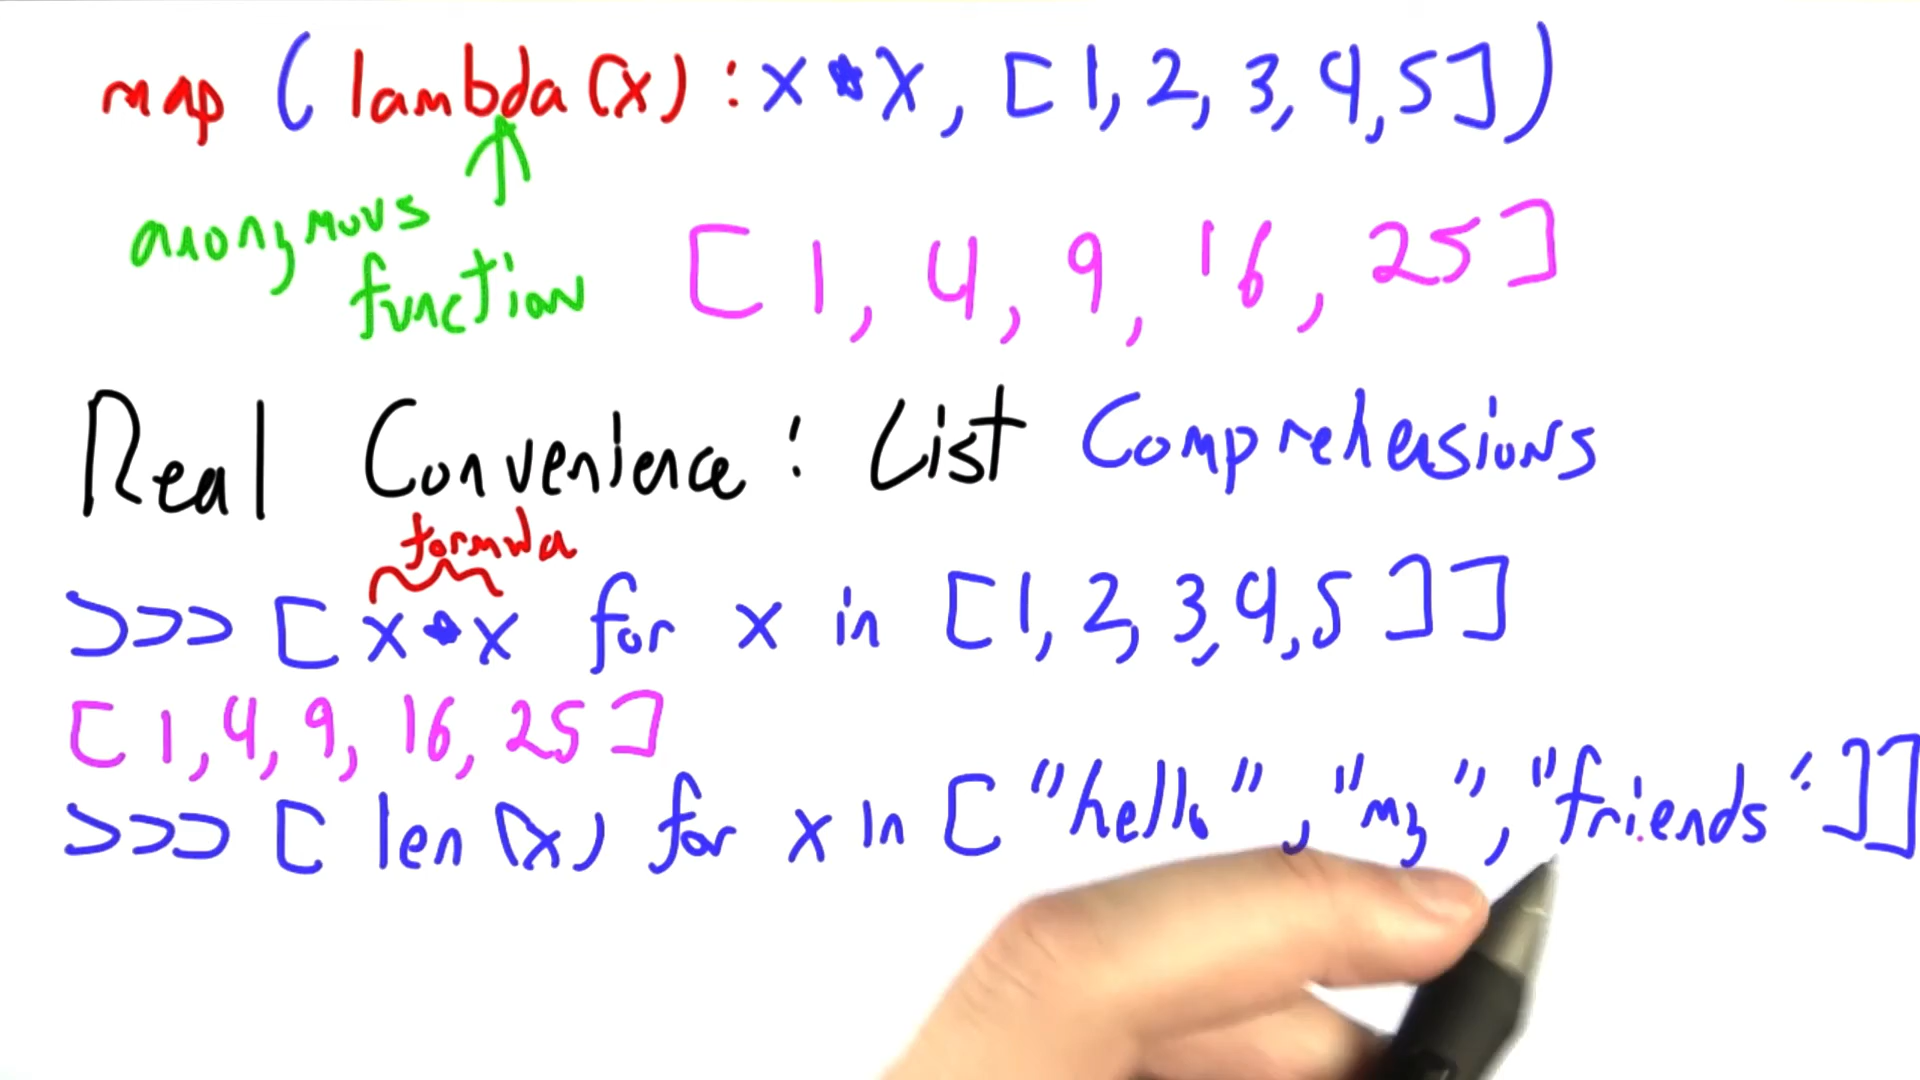 map (lambda(x): x*x, [1, 2, 3, 4, 5])
anonymous
function
[1, 4, 9, 16, 25]
Real Convenience: List Comprehensions
formula
>>> [x*x for x in [1, 2, 3, 4, 5]]
[1, 4, 9, 16, 25]
>>> [len(x) for x in ["hello", "my", "friends"]]